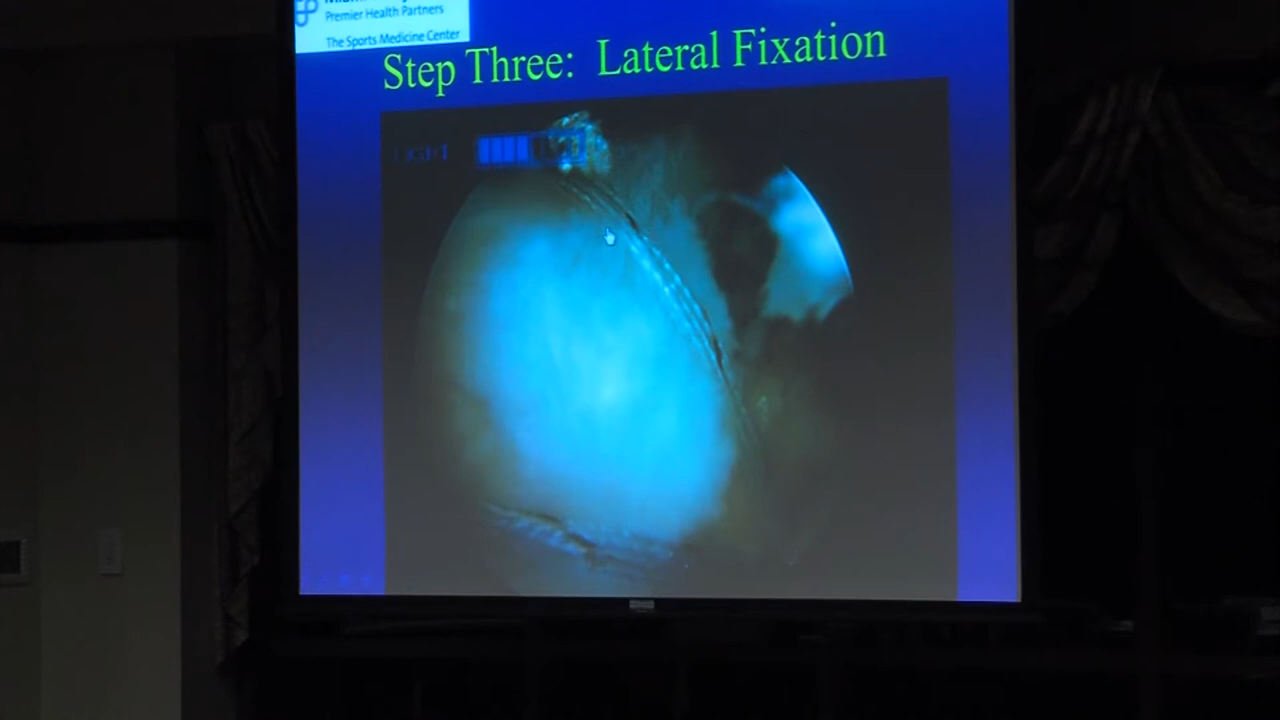 Premier Health Partners
The Sports Medicine Center
Step Three: Lateral Fixation